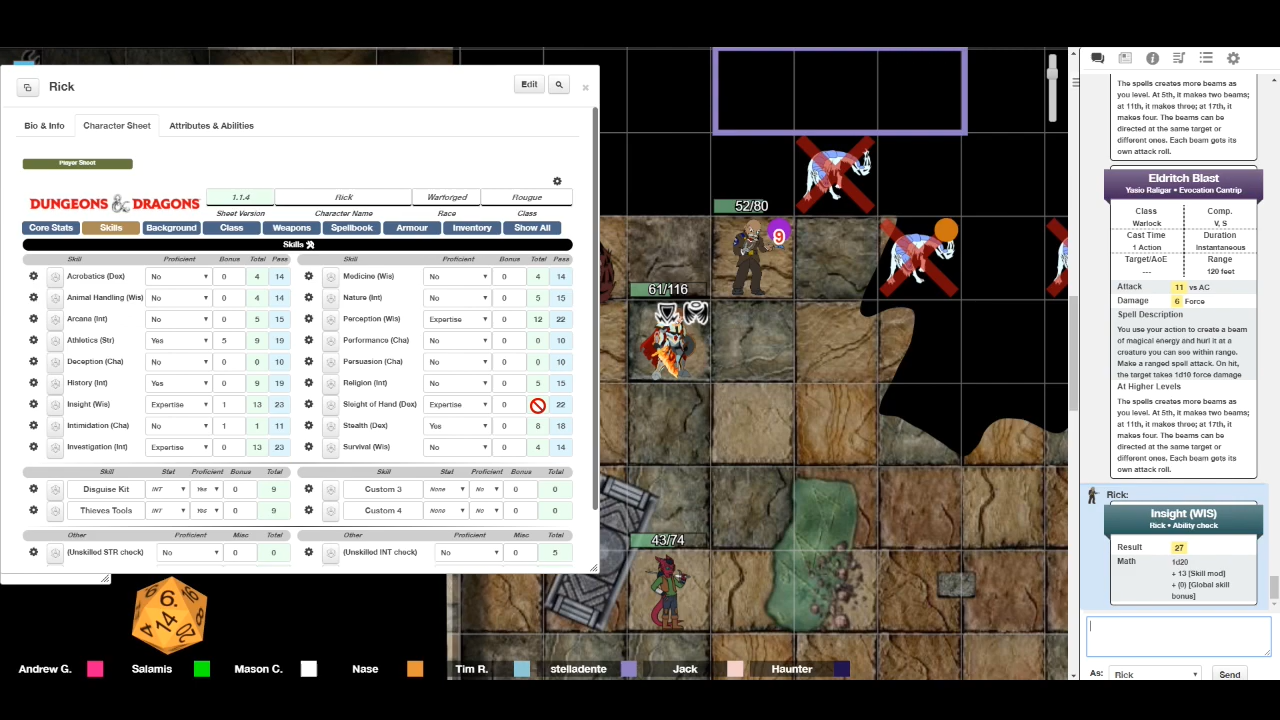 Rick
Edit
Bio & Info Character Sheet Attributes & Abilities
Player Sheet
DUNGEONS & DRAGONS
1.1.4 Rick Warforged Rougue
Sheet Version Character Name Race Class
Core Stats Skills Background Class Weapons Spellbook Armour Inventory Show All
Skills
Skill Proficient Bonus Total Pass Skill Proficient Bonus Total Pass
Acrobatics (Dex) No 0 4 14 Medicine (Wis) No 0 4 14
Animal Handling (Wis) No 0 4 14 Nature (Int) No 0 5 15
Arcana (Int) No 0 5 15 Perception (Wis) Expertise 0 12 22
Athletics (Str) Yes 5 9 19 Performance (Cha) No 0 0 10
Deception (Cha) No 0 0 10 Persuasion (Cha) No 0 0 10
History (Int) Yes 0 9 19 Religion (Int) No 0 5 15
Insight (Wis) Expertise 1 13 23 Sleight of Hand (Dex) Expertise 0 22
Intimidation (Cha) No 1 1 11 Stealth (Dex) Yes 0 8 18
Investigation (Int) Expertise 0 13 23 Survival (Wis) No 0 4 14
Skill Stat Proficient Bonus Total Skill Stat Proficient Bonus Total
Disguise Kit INT Yes 0 9 Custom 3 None No 0 0
Thieves Tools INT Yes 0 9 Custom 4 None No 0 0
Other Proficient Misc Total Other Proficient Misc Total
(Unskilled STR check) No 0 0 (Unskilled INT check) No 0 5
52/80
9
61/116
43/74
6.
14
Andrew G. Salamis Mason C. Nase Tim R. stelladente Jack Haunter
The spells creates more beams as
you level. At 5th, it makes two beams;
at 11th, it makes three; at 17th, it
makes four. The beams can be
directed at the same target or
different ones. Each beam gets its
own attack roll.
Eldritch Blast
Yasio Raligar • Evocation Cantrip
Class Comp.
Warlock V, S
Cast Time Duration
1 Action Instantaneous
Target/AoE Range
--- 120 feet
Attack 11 vs AC
Damage 6 Force
Spell Description
You use your action to create a beam
of magical energy and hurl it at a
creature you can see within range.
Make a ranged spell attack. On hit,
the target takes 1d10 force damage
At Higher Levels
The spells creates more beams as
you level. At 5th, it makes two beams;
at 11th, it makes three; at 17th, it
makes four. The beams can be
directed at the same target or
different ones. Each beam gets its
own attack roll.
Rick:
Insight (WIS)
Rick • Ability check
Result 27
Math 1d20
+ 13 [Skill mod]
+ (0) [Global skill
bonus]
As: Rick Send